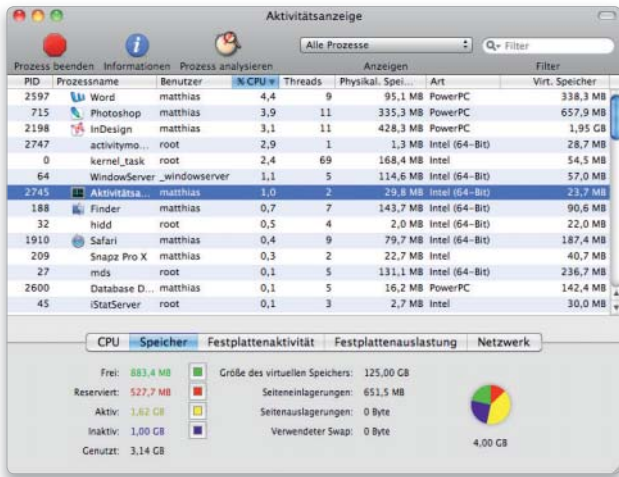 Aktivitätsanzeige
Alle Prozesse Filter
Prozess beenden Informationen Prozess analysieren Anzeigen Filter
PID Prozessname Benutzer % CPU Threads Physikal. Spei... Art Virt. Speicher
2597 Word matthias 4,4 9 95,1 MB PowerPC 338,3 MB
715 Photoshop matthias 3,9 11 335,3 MB PowerPC 657,9 MB
2198 InDesign matthias 3,1 11 428,3 MB PowerPC 1,95 GB
2747 activitymo... root 2,9 1 1,3 MB Intel (64-Bit) 28,7 MB
0 kernel_task root 2,4 69 168,4 MB Intel 54,5 MB
64 WindowServer _windowserver 1,1 5 114,6 MB Intel (64-Bit) 57,0 MB
2745 Aktivitätsa... matthias 1,0 2 29,8 MB Intel (64-Bit) 23,7 MB
188 Finder matthias 0,7 7 143,7 MB Intel (64-Bit) 90,6 MB
32 hidd root 0,5 4 2,0 MB Intel (64-Bit) 22,0 MB
1910 Safari matthias 0,4 9 79,7 MB Intel (64-Bit) 187,4 MB
209 Snapz Pro X matthias 0,3 2 22,7 MB Intel 40,7 MB
27 mds root 0,1 5 131,1 MB Intel (64-Bit) 236,7 MB
2600 Database D... matthias 0,1 5 16,2 MB PowerPC 142,4 MB
45 iStatServer root 0,1 3 2,7 MB Intel 30,0 MB
CPU Speicher Festplattenaktivität Festplattenauslastung Netzwerk
Frei: 883,4 MB Größe des virtuellen Speichers: 125,00 GB
Reserviert: 527,7 MB Seiteneinlagerungen: 651,5 MB
Aktiv: 1,62 GB Seitenauslagerungen: 0 Byte
Inaktiv: 1,00 GB Verwendeter Swap: 0 Byte
Genutzt: 3,14 GB 4,00 GB